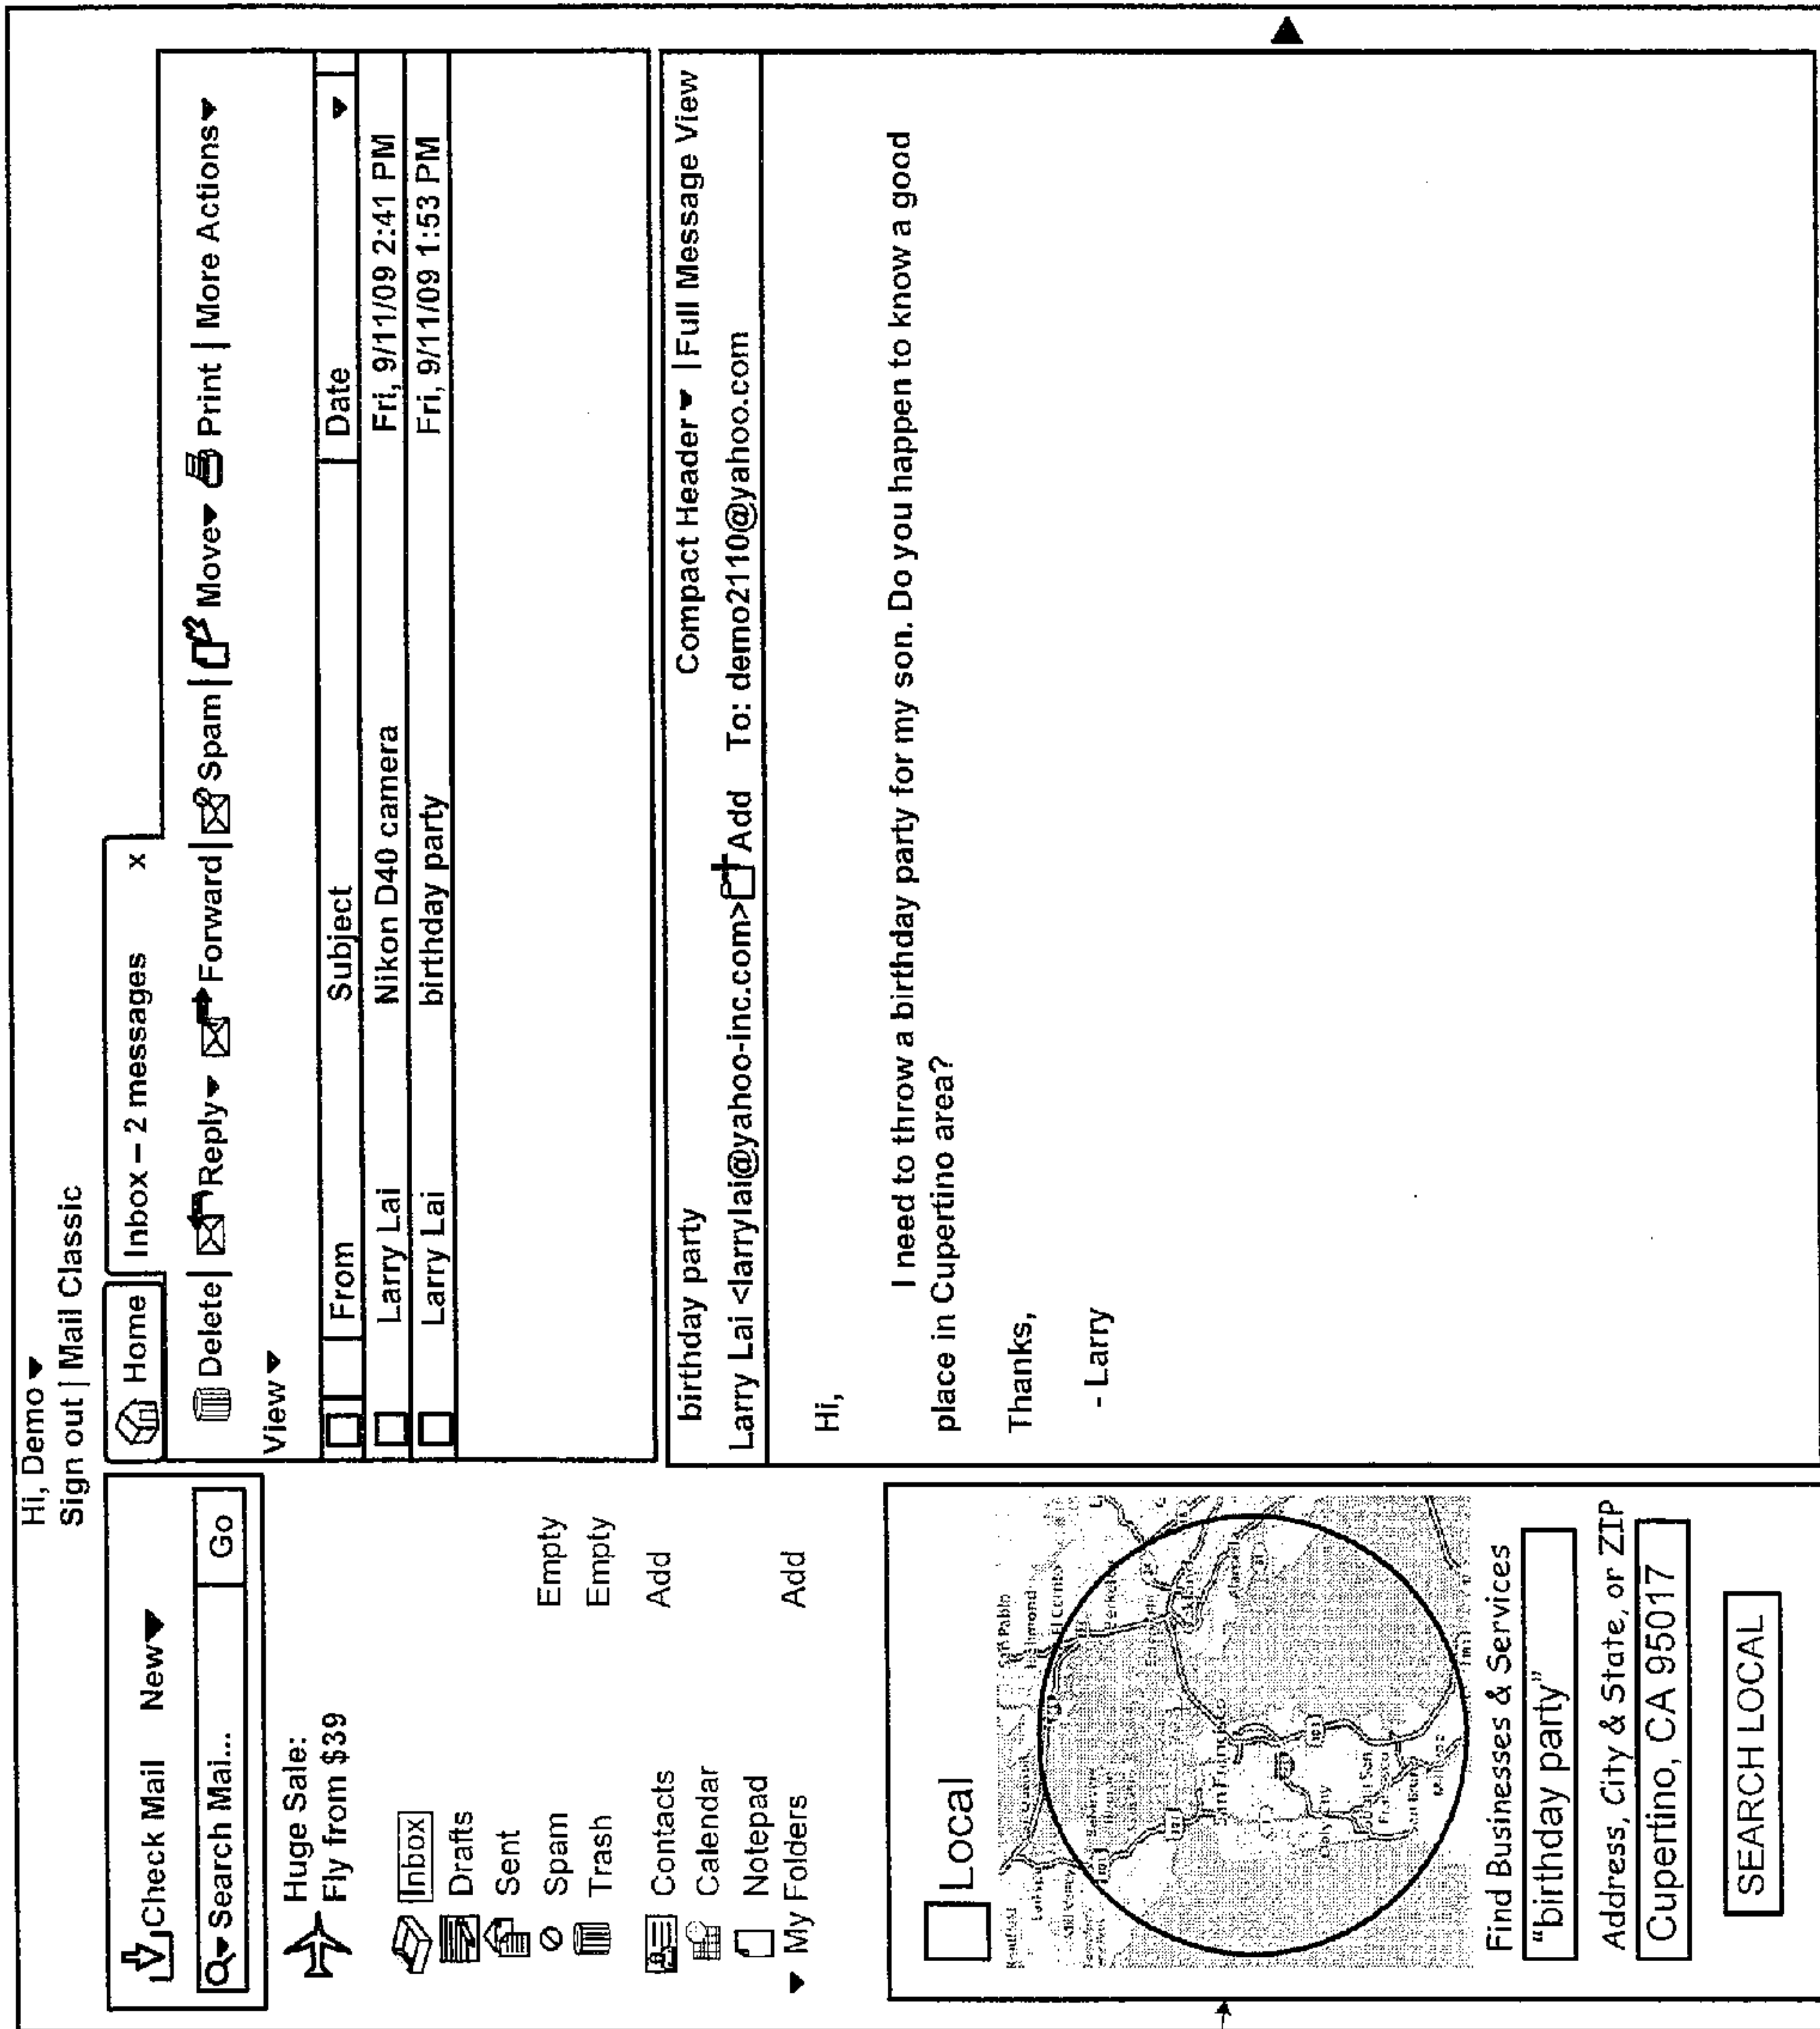 Hi, Demo
Sign out | Mail Classic
Check Mail New
Search Mai... Go
Huge Sale:
Fly from $39
Inbox
Drafts
Sent
Spam Empty
Trash Empty
Contacts Add
Calendar
Notepad
My Folders Add
Home Inbox – 2 messages x
Delete | Reply Forward | Spam | Move Print | More Actions
View
From Subject Date
Larry Lai Nikon D40 camera Fri, 9/11/09 2:41 PM
Larry Lai birthday party Fri, 9/11/09 1:53 PM
birthday party Compact Header | Full Message View
Larry Lai <larrylai@yahoo-inc.com> Add To: demo2110@yahoo.com
Hi,
I need to throw a birthday party for my son. Do you happen to know a good
place in Cupertino area?
Thanks,
- Larry
Local
San Pablo
El Cerrito
San Francisco
Find Businesses & Services
"birthday party"
Address, City & State, or ZIP
Cupertino, CA 95017
SEARCH LOCAL